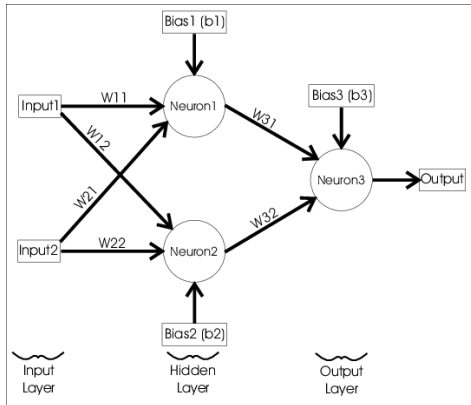 Bias1 (b1)
Input1
W11
Neuron1
Bias3 (b3)
W12
W31
W21
Neuron3
Output
Input2
W22
Neuron2
W32
Bias2 (b2)
Input
Layer
Hidden
Layer
Output
Layer